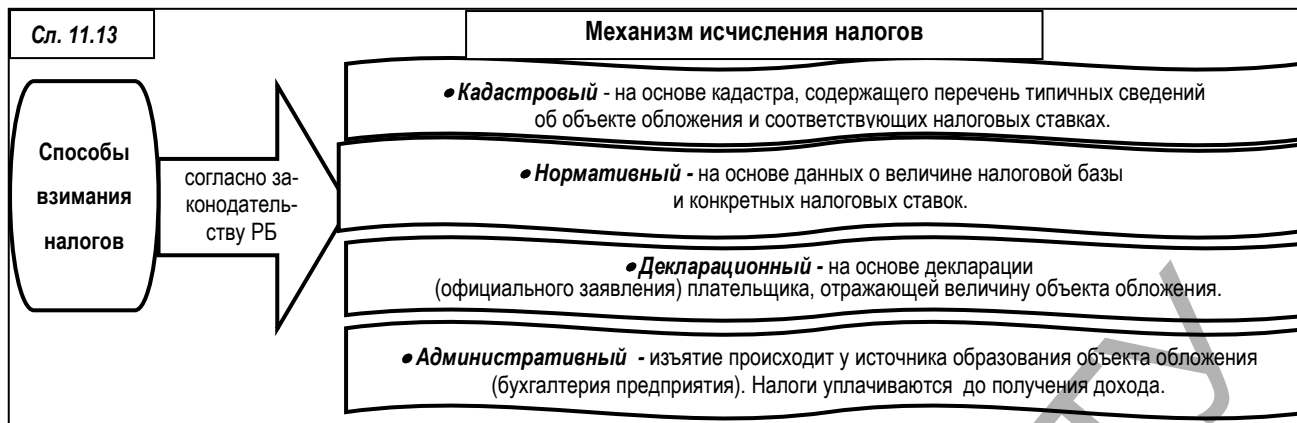 Сл. 11.13
Механизм исчисления налогов
Способы
взимания
налогов
согласно за-
конодатель-
ству РБ
● Кадастровый - на основе кадастра, содержащего перечень типичных сведений
об объекте обложения и соответствующих налоговых ставках.
● Нормативный - на основе данных о величине налоговой базы
и конкретных налоговых ставок.
● Декларационный - на основе декларации
(официального заявления) плательщика, отражающей величину объекта обложения.
● Административный - изъятие происходит у источника образования объекта обложения
(бухгалтерия предприятия). Налоги уплачиваются до получения дохода.